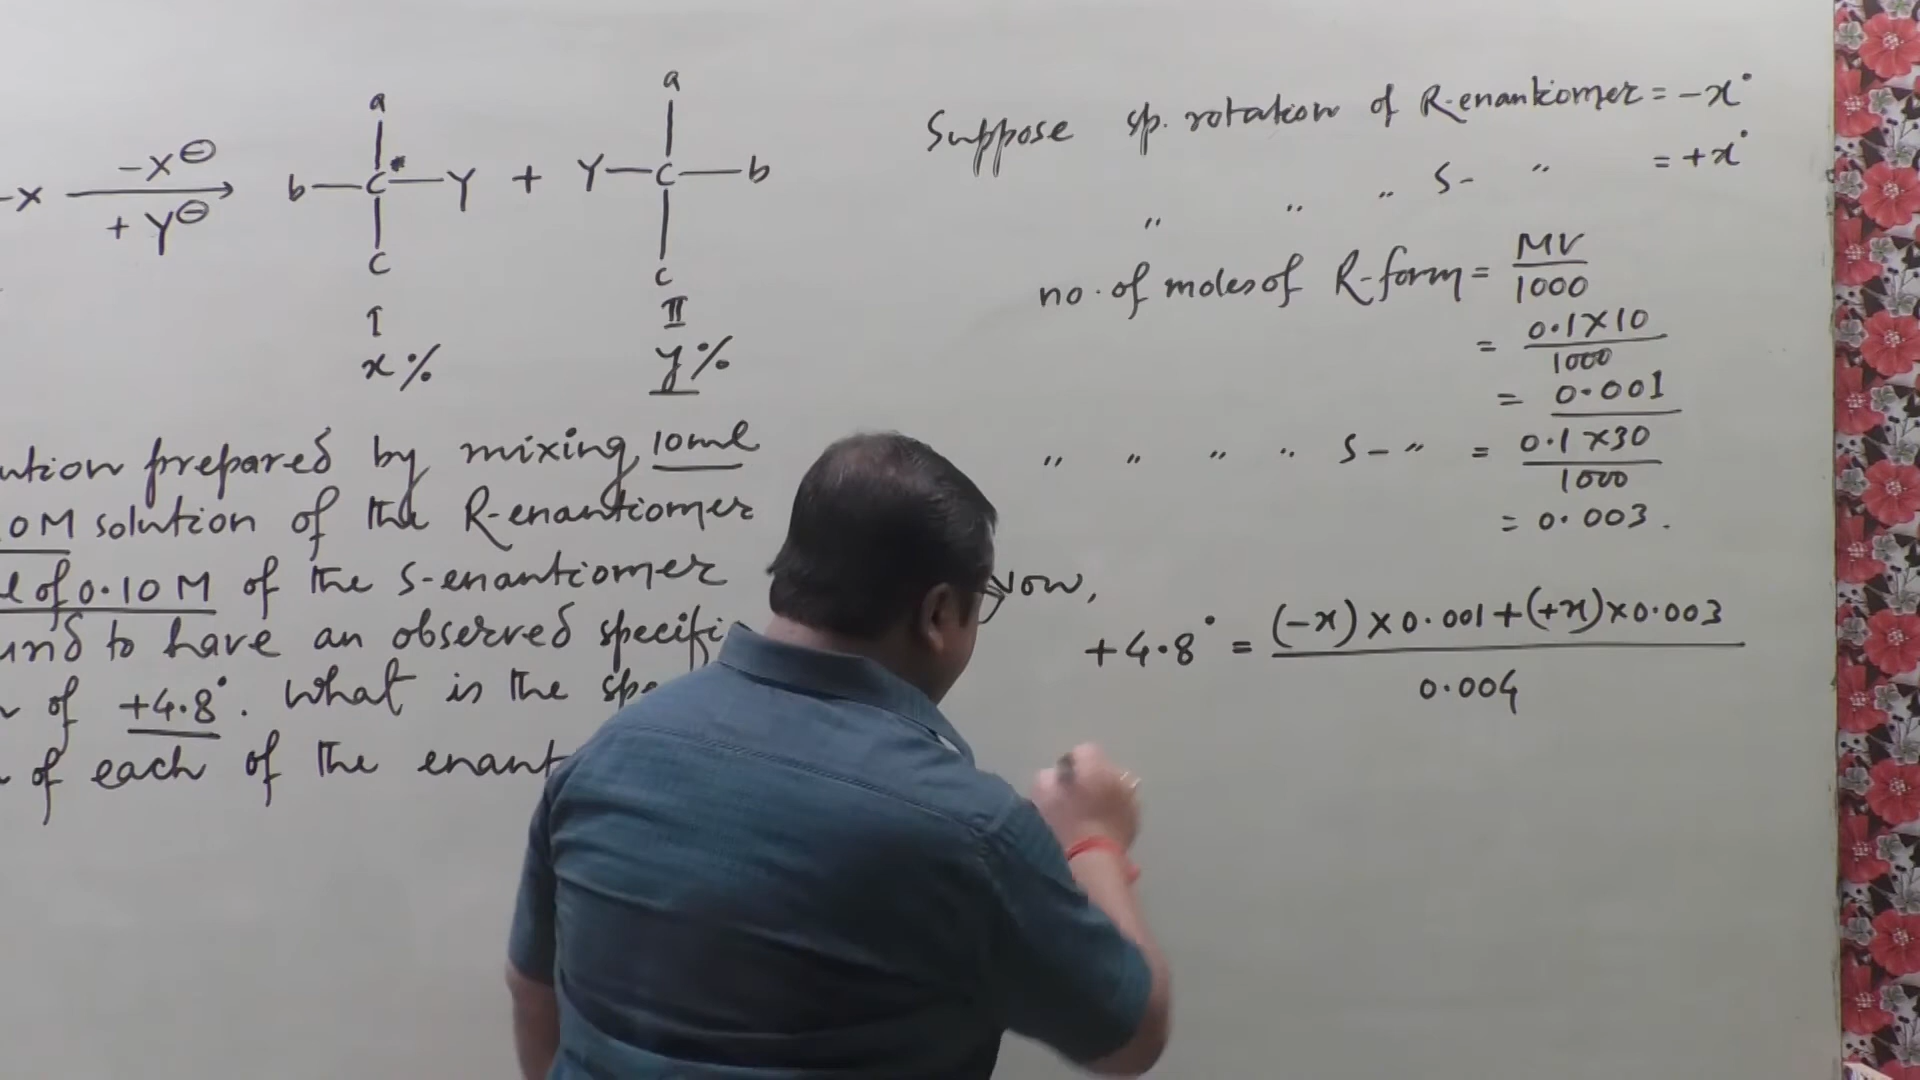 a
a
-X⊖
-X
+ Y⊖
b—C*—Y + Y—C—b
C
C
I
II
x%
y%
ution prepared by mixing 10ml
0M solution of the R-enantiomer
l of 0.10M of the S-enantiomer
und to have an observed specifi
of +4.8°. What is the spe
of each of the enant
Suppose sp. rotation of R-enantiomer = -x°
" " " S- " = +x°
no. of moles of R-form = MV
1000
= 0.1×10
1000
= 0.001
" " " " S- " = 0.1×30
1000
= 0.003.
Now,
+4.8° = (-x)×0.001+(+x)×0.003
0.004